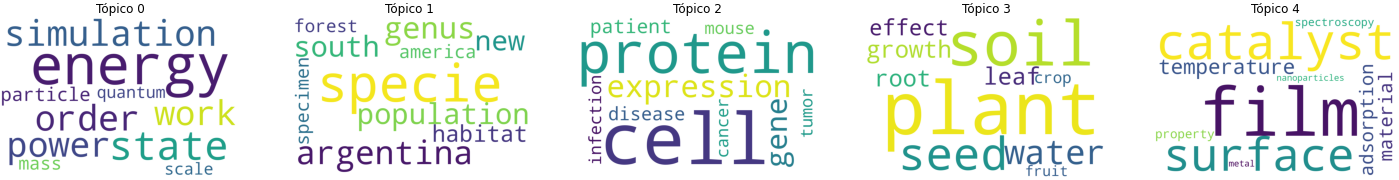 Tópico 0
simulation
energy
particle quantum
order work
power state
mass
scale
Tópico 1
forest genus
south america new
specimen
specie
population
habitat
argentina
Tópico 2
patient mouse
protein
expression
infection disease cancer gene tumor
cell
Tópico 3
effect soil
growth
root leaf crop
plant
seed water
fruit
Tópico 4
spectroscopy
catalyst
temperature
nanoparticles
film
adsorption material
property
surface
metal